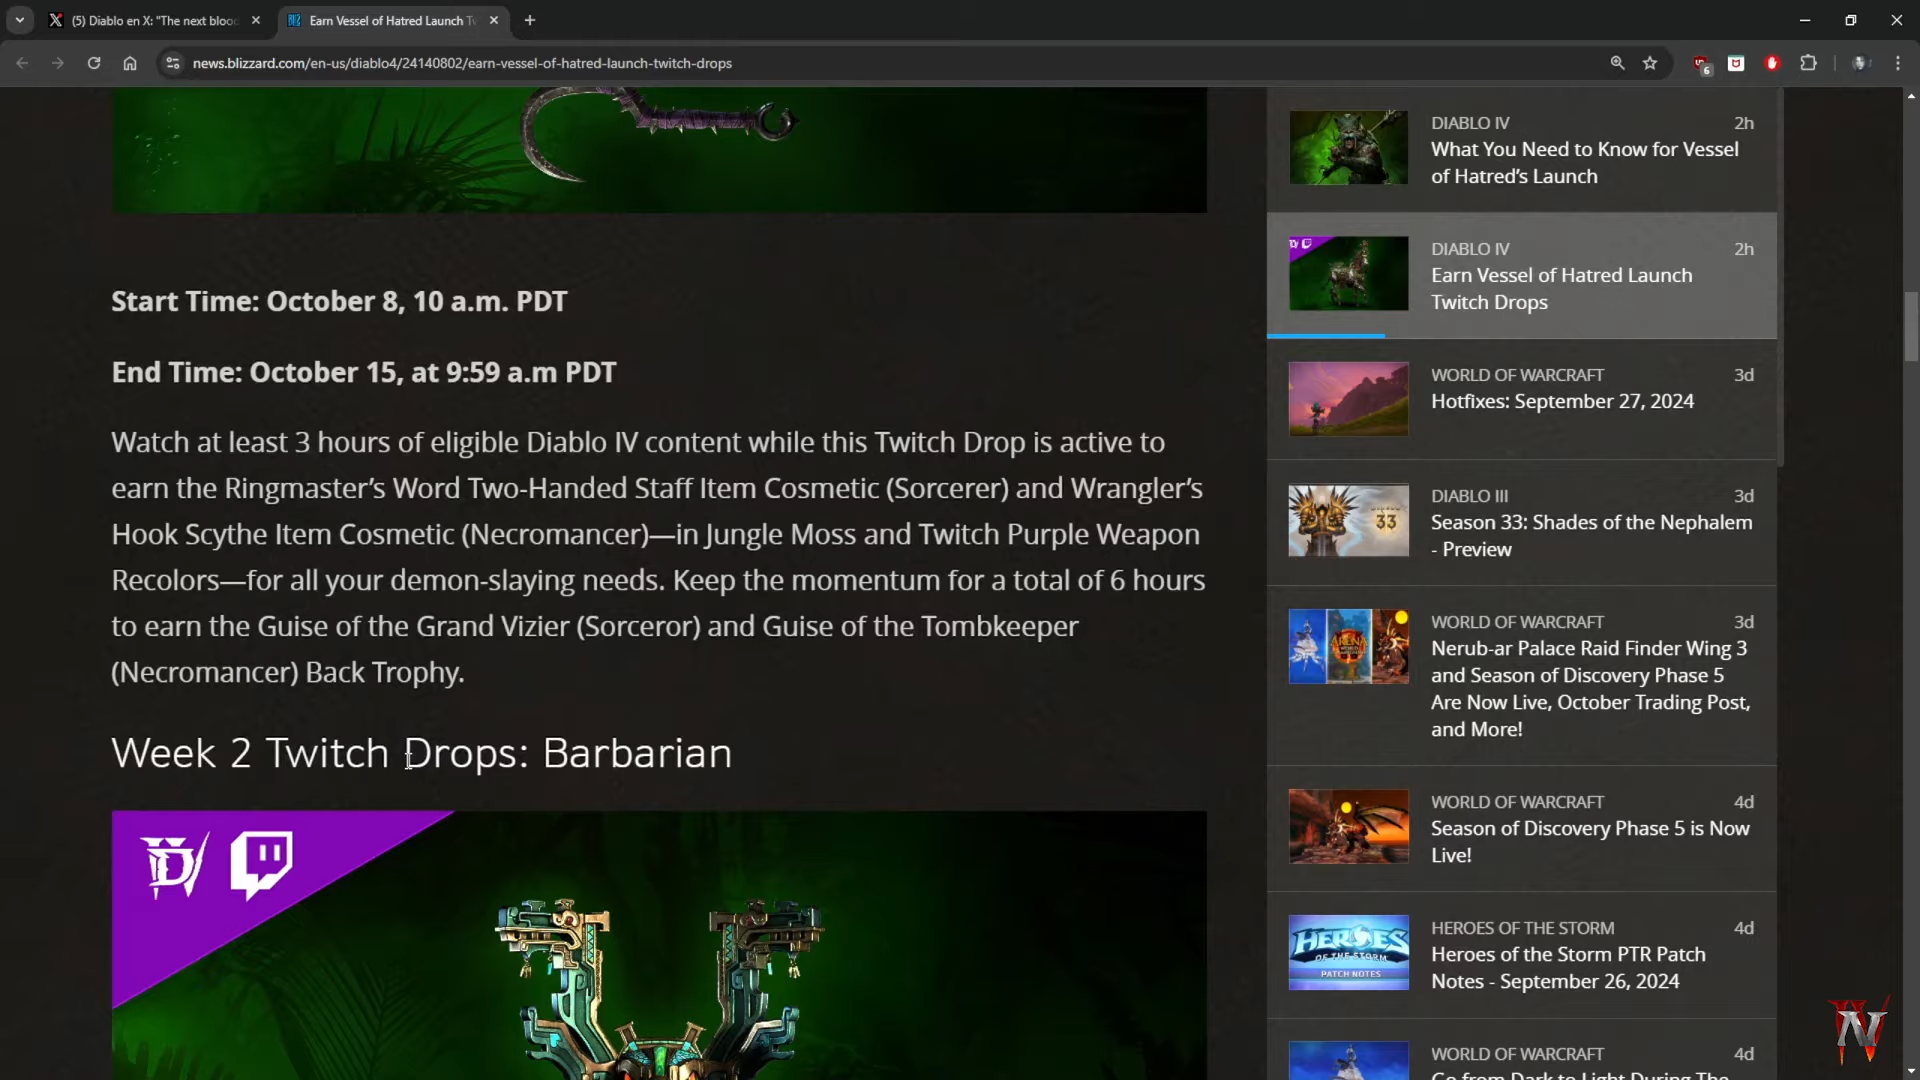 (5) Diablo en X: "The next blood
Earn Vessel of Hatred Launch Tw
news.blizzard.com/en-us/diablo4/24140802/earn-vessel-of-hatred-launch-twitch-drops
6
Start Time: October 8, 10 a.m. PDT
End Time: October 15, at 9:59 a.m PDT
Watch at least 3 hours of eligible Diablo IV content while this Twitch Drop is active to
earn the Ringmaster’s Word Two-Handed Staff Item Cosmetic (Sorcerer) and Wrangler’s
Hook Scythe Item Cosmetic (Necromancer)—in Jungle Moss and Twitch Purple Weapon
Recolors—for all your demon-slaying needs. Keep the momentum for a total of 6 hours
to earn the Guise of the Grand Vizier (Sorceror) and Guise of the Tombkeeper
(Necromancer) Back Trophy.
Week 2 Twitch Drops: Barbarian
DIABLO IV 2h
What You Need to Know for Vessel
of Hatred’s Launch
DIABLO IV 2h
Earn Vessel of Hatred Launch
Twitch Drops
WORLD OF WARCRAFT 3d
Hotfixes: September 27, 2024
33
DIABLO III 3d
Season 33: Shades of the Nephalem
- Preview
ARENA
WORLD OF WARCRAFT 3d
Nerub-ar Palace Raid Finder Wing 3
and Season of Discovery Phase 5
Are Now Live, October Trading Post,
and More!
WORLD OF WARCRAFT 4d
Season of Discovery Phase 5 is Now
Live!
HEROES
OF THE STORM
PATCH NOTES
HEROES OF THE STORM 4d
Heroes of the Storm PTR Patch
Notes - September 26, 2024
WORLD OF WARCRAFT 4d
Go from Dark to Light During The